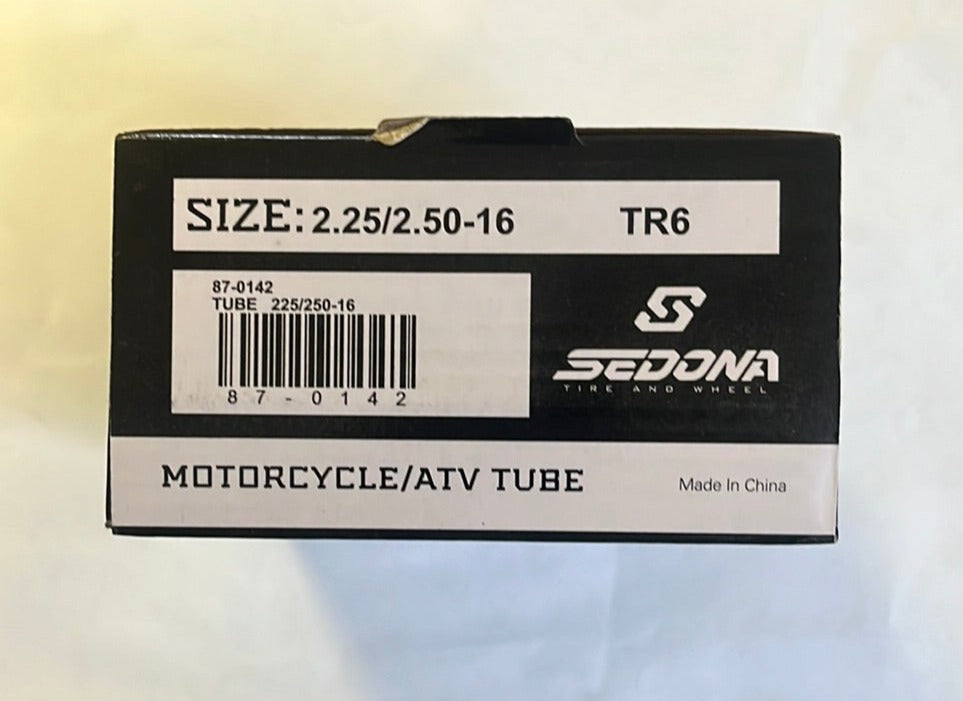 SIZE: 2.25/2.50-16 TR6
87-0142
TUBE 225/250-16
87-0142
SEDONA
TIRE AND WHEEL
MOTORCYCLE/ATV TUBE Made In China